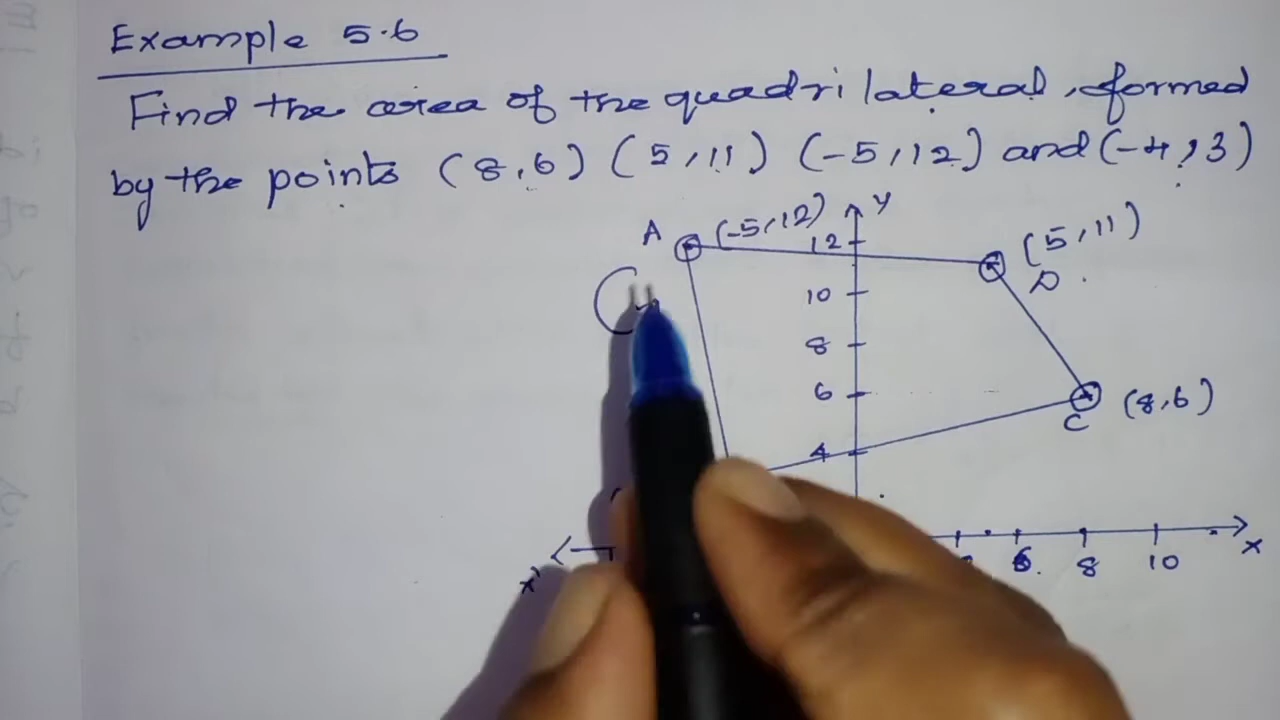 Example 5.6
Find the area of the quadrilateral, formed
by the points (8,6) (5,11) (-5,12) and (-4,3)
A (-5,12) 12 y (5,11)
D
10
8
6 C (8,6)
4
x' 6 8 10 x